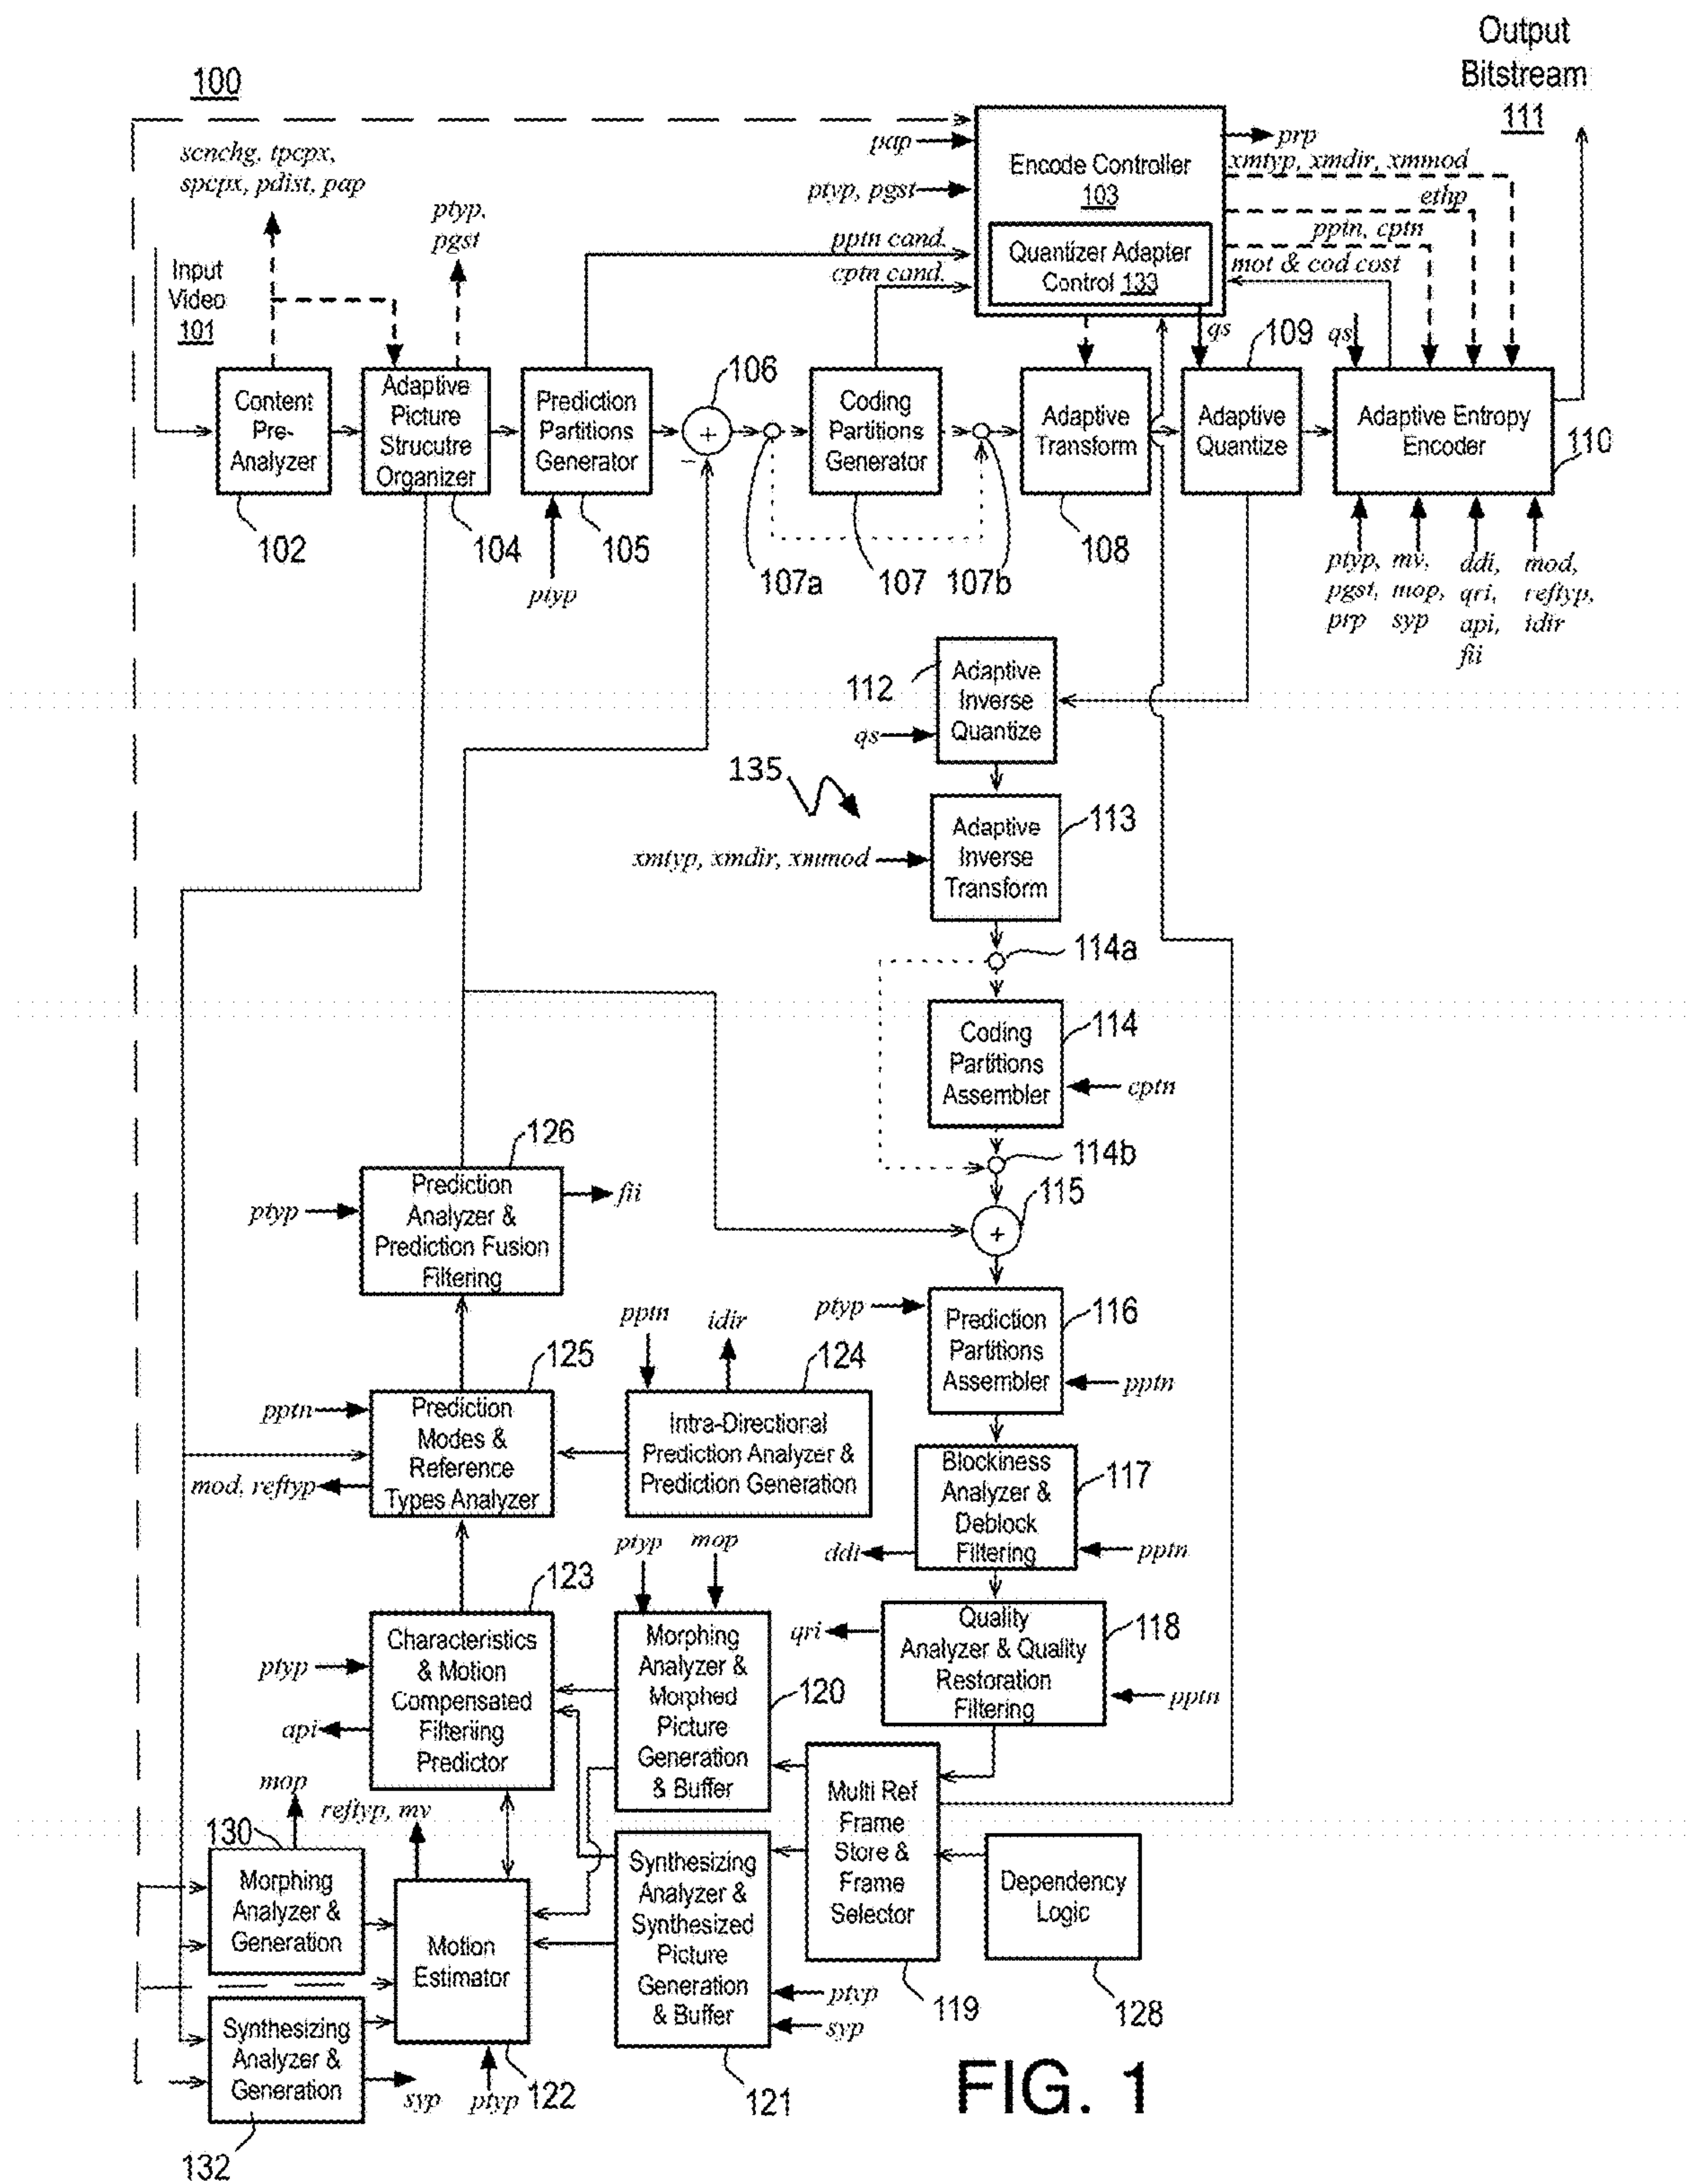 Output
Bitstream
111
100
scnchg, tpcpx,
spcpx, pdist, pap
ptyp,
pgst
Input
Video
101
pap
ptyp, pgst
pptn cand.
cptn cand.
Encode Controller
103
Quantizer Adapter
Control 133
prp
xmtyp, xmdir, xmmod
ethp
pptn, cptn
mot & cod cost
qs
109
qs
106
Content
Pre-
Analyzer
Adaptive
Picture
Strucutre
Organizer
Prediction
Partitions
Generator
+
–
Coding
Partitions
Generator
Adaptive
Transform
Adaptive
Quantize
Adaptive Entropy
Encoder
110
102
104
105
107a
107
107b
108
ptyp
ptyp, mv, ddi, mod,
pgst, mop, qri, reftyp,
prp syp api, idir
fii
112
Adaptive
Inverse
Quantize
qs
135
Adaptive
Inverse
Transform
113
xmtyp, xmdir, xmmod
114a
Coding
Partitions
Assembler
114
cptn
114b
115
+
126
Prediction
Analyzer &
Prediction Fusion
Filtering
ptyp
fii
ptyp
Prediction
Partitions
Assembler
116
pptn
125
pptn
idir
124
pptn
Prediction
Modes &
Reference
Types Analyzer
mod, reftyp
Intra-Directional
Prediction Analyzer &
Prediction Generation
Blockiness
Analyzer &
Deblock
Filtering
117
ddi
pptn
123
ptyp
mop
Characteristics
& Motion
Compensated
Filteriing
Predictor
ptyp
api
Morphing
Analyzer &
Morphed
Picture
Generation
& Buffer
120
qri
Quality
Analyzer & Quality
Restoration
Filtering
118
pptn
mop
reftyp, mv
130
Morphing
Analyzer &
Generation
Motion
Estimator
Synthesizing
Analyzer &
Synthesized
Picture
Generation
& Buffer
Multi Ref
Frame
Store &
Frame
Selector
Dependency
Logic
ptyp
syp
119
128
Synthesizing
Analyzer &
Generation
syp
ptyp
122
121
132
FIG. 1